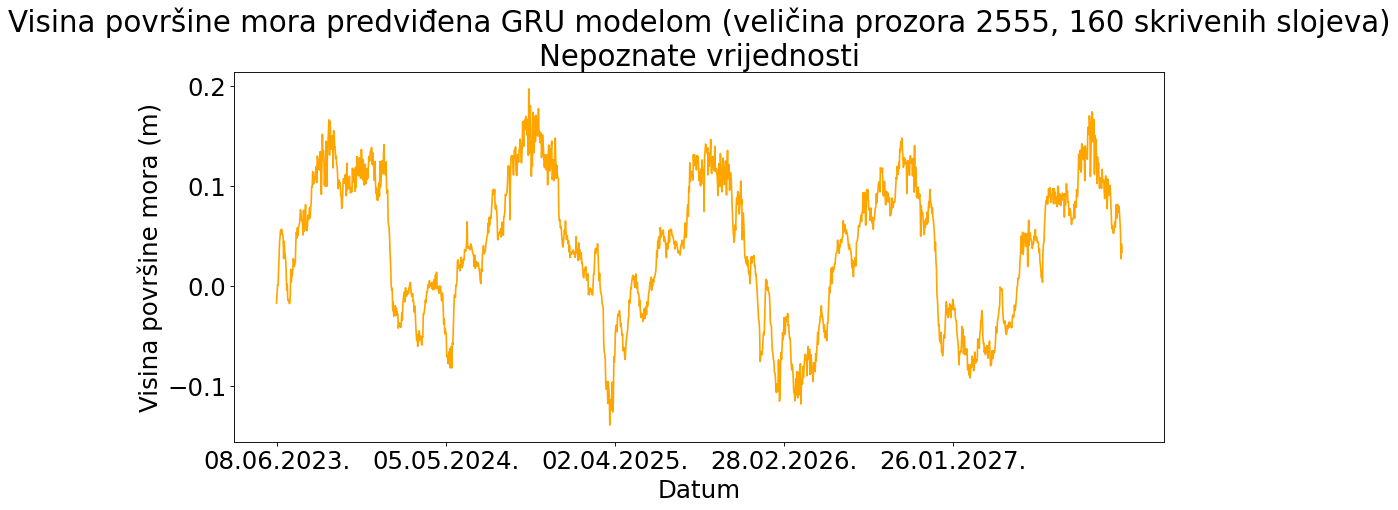 Visina površine mora predviđena GRU modelom (veličina prozora 2555, 160 skrivenih slojeva)
Nepoznate vrijednosti
Visina površine mora (m)
0.2
0.1
0.0
−0.1
08.06.2023. 05.05.2024. 02.04.2025. 28.02.2026. 26.01.2027.
Datum